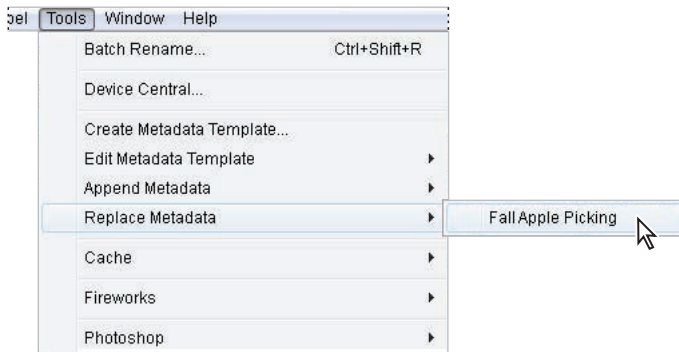 Tools Window Help
Batch Rename... Ctrl+Shift+R
Device Central...
Create Metadata Template...
Edit Metadata Template
Append Metadata
Replace Metadata
Fall Apple Picking
Cache
Fireworks
Photoshop